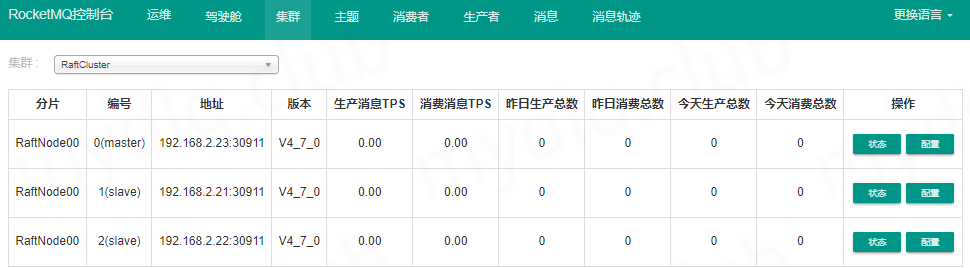 RocketMQ控制台 运维 驾驶舱 集群 主题 消费者 生产者 消息 消息轨迹 更换语言
集群： RaftCluster
分片 编号 地址 版本 生产消息TPS 消费消息TPS 昨日生产总数 昨日消费总数 今天生产总数 今天消费总数 操作
RaftNode00 0(master) 192.168.2.23:30911 V4_7_0 0.00 0.00 0 0 0 0 状态 配置
RaftNode00 1(slave) 192.168.2.21:30911 V4_7_0 0.00 0.00 0 0 0 0 状态 配置
RaftNode00 2(slave) 192.168.2.22:30911 V4_7_0 0.00 0.00 0 0 0 0 状态 配置